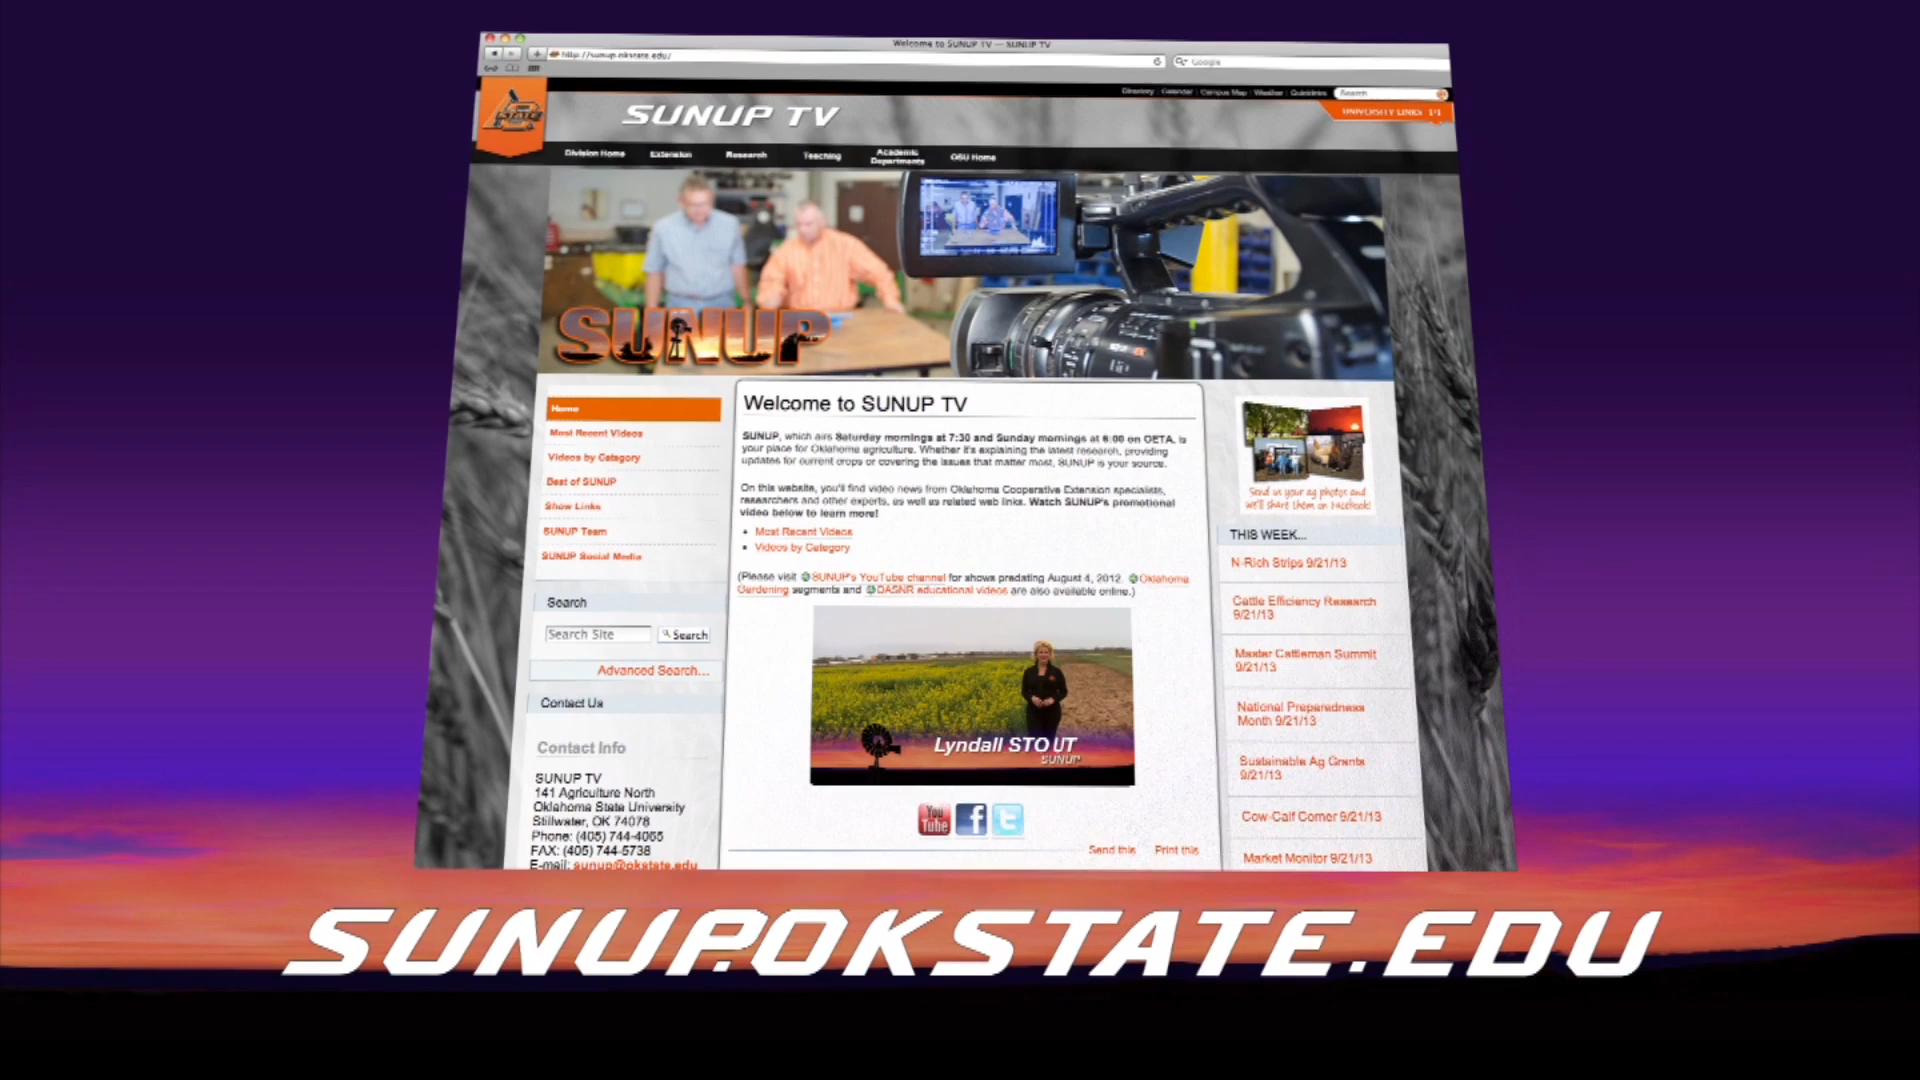 Welcome to SUNUP TV — SUNUP TV
http://sunup.okstate.edu/
Google
Directory Calendar Campus Map Weather Quicklinks Search
STATE
SUNUP TV
UNIVERSITY LINKS
Division Home Extension Research Teaching Academic Departments OSU Home
SUNUP
Home
Most Recent Videos
Videos by Category
Best of SUNUP
Show Links
SUNUP Team
SUNUP Social Media
Search
Search Site Search
Advanced Search...
Contact Us
Contact Info
SUNUP TV
141 Agriculture North
Oklahoma State University
Stillwater, OK 74078
Phone: (405) 744-4065
FAX: (405) 744-5738
E-mail: sunup@okstate.edu
Welcome to SUNUP TV
SUNUP, which airs Saturday mornings at 7:30 and Sunday mornings at 6:00 on OETA, is
your place for Oklahoma agriculture. Whether it's explaining the latest research, providing
updates for current crops or covering the issues that matter most, SUNUP is your source.
On this website, you'll find video news from Oklahoma Cooperative Extension specialists,
researchers and other experts, as well as related web links. Watch SUNUP's promotional
video below to learn more!
• Most Recent Videos
• Videos by Category
(Please visit SUNUP's YouTube channel for shows predating August 4, 2012. Oklahoma
Gardening segments and DASNR educational videos are also available online.)
Lyndall STOUT
SUNUP
You
Tube f t
Send this Print this
Send us your ag photos and
we'll share them on Facebook!
THIS WEEK...
N-Rich Strips 9/21/13
Cattle Efficiency Research
9/21/13
Master Cattleman Summit
9/21/13
National Preparedness
Month 9/21/13
Sustainable Ag Grants
9/21/13
Cow-Calf Corner 9/21/13
Market Monitor 9/21/13
SUNUP.OKSTATE.EDU